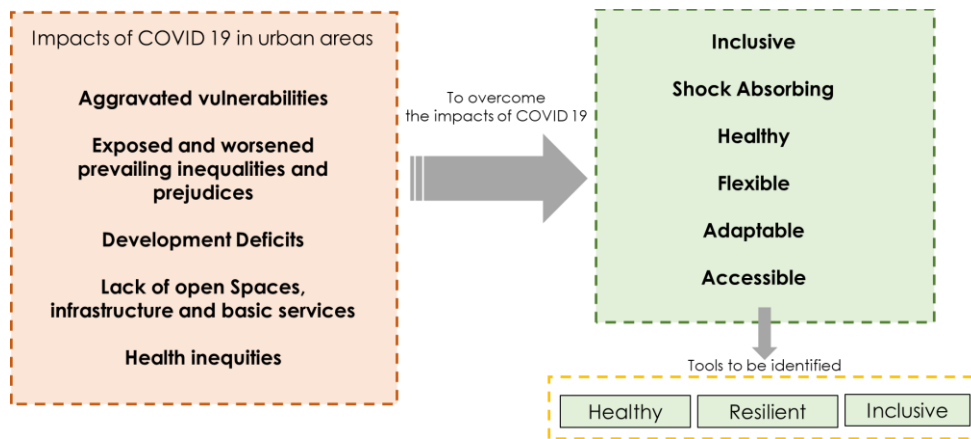 Impacts of COVID 19 in urban areas
Aggravated vulnerabilities
Exposed and worsened
prevailing inequalities and
prejudices
Development Deficits
Lack of open Spaces,
infrastructure and basic services
Health inequities
To overcome
the impacts of COVID 19
Inclusive
Shock Absorbing
Healthy
Flexible
Adaptable
Accessible
Tools to be identified
Healthy
Resilient
Inclusive